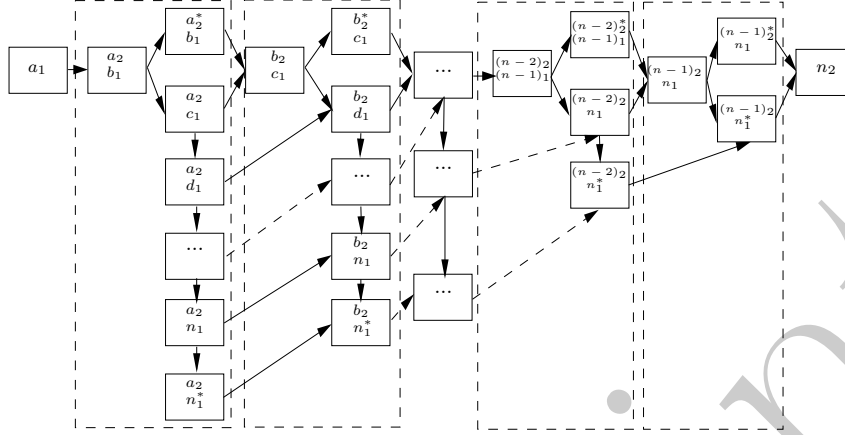 a₁
a₂
b₁
a₂*
b₁
a₂
c₁
a₂
d₁
...
a₂
n₁
a₂
n₁*
b₂
c₁
b₂*
c₁
b₂
d₁
...
b₂
n₁
b₂
n₁*
...
...
...
(n − 2)₂
(n − 1)₁
(n − 2)₂*
(n − 1)₁
(n − 2)₂
n₁
(n − 2)₂
n₁*
(n − 1)₂
n₁
(n − 1)₂*
n₁
(n − 1)₂
n₁*
n₂